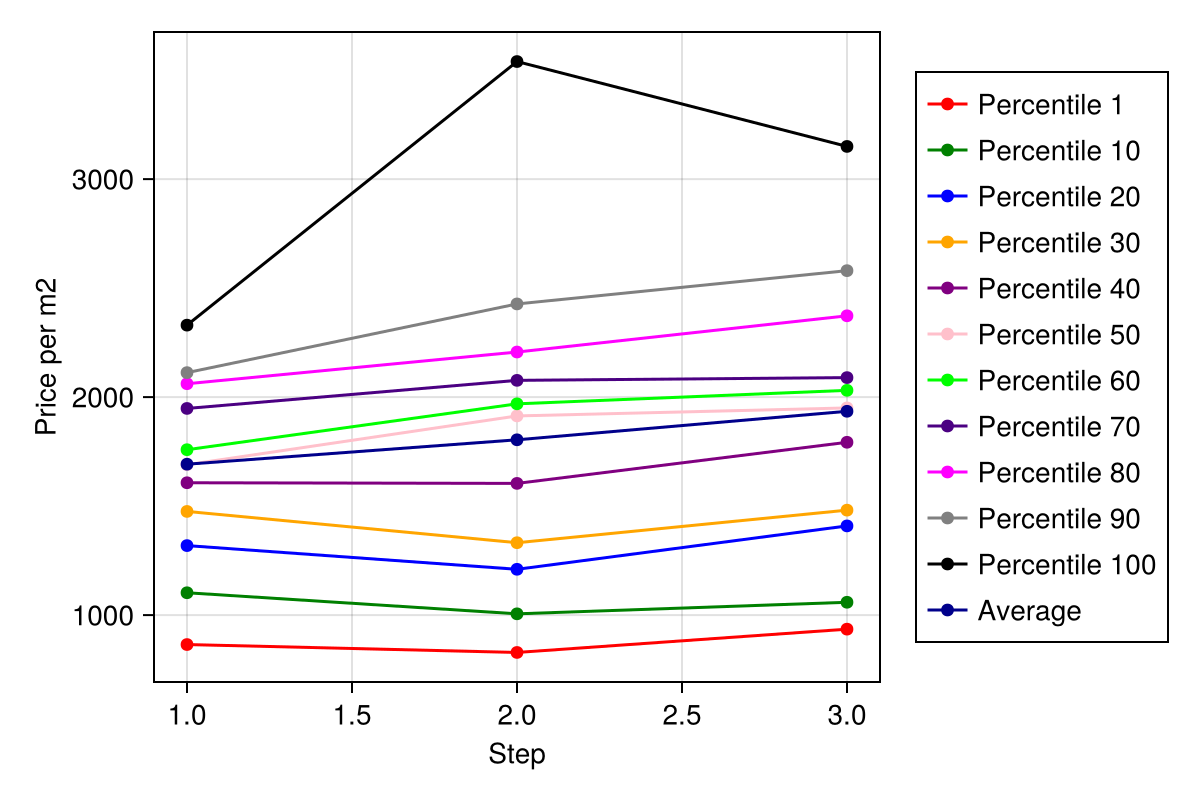 Price per m2
3000
2000
1000
1.0 1.5 2.0 2.5 3.0
Step
Percentile 1
Percentile 10
Percentile 20
Percentile 30
Percentile 40
Percentile 50
Percentile 60
Percentile 70
Percentile 80
Percentile 90
Percentile 100
Average